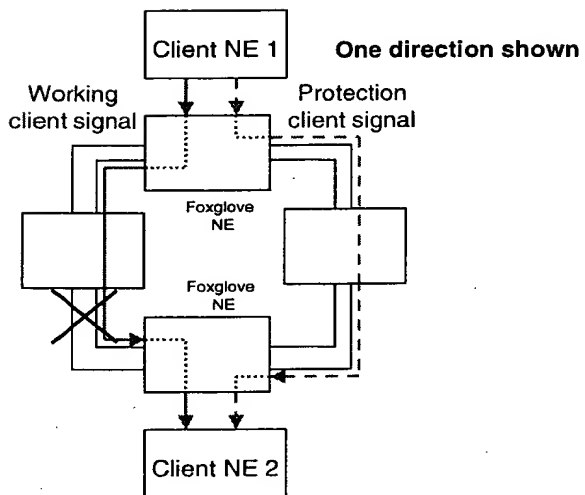 Client NE 1
One direction shown
Working
client signal
Protection
client signal
Foxglove
NE
Foxglove
NE
Client NE 2